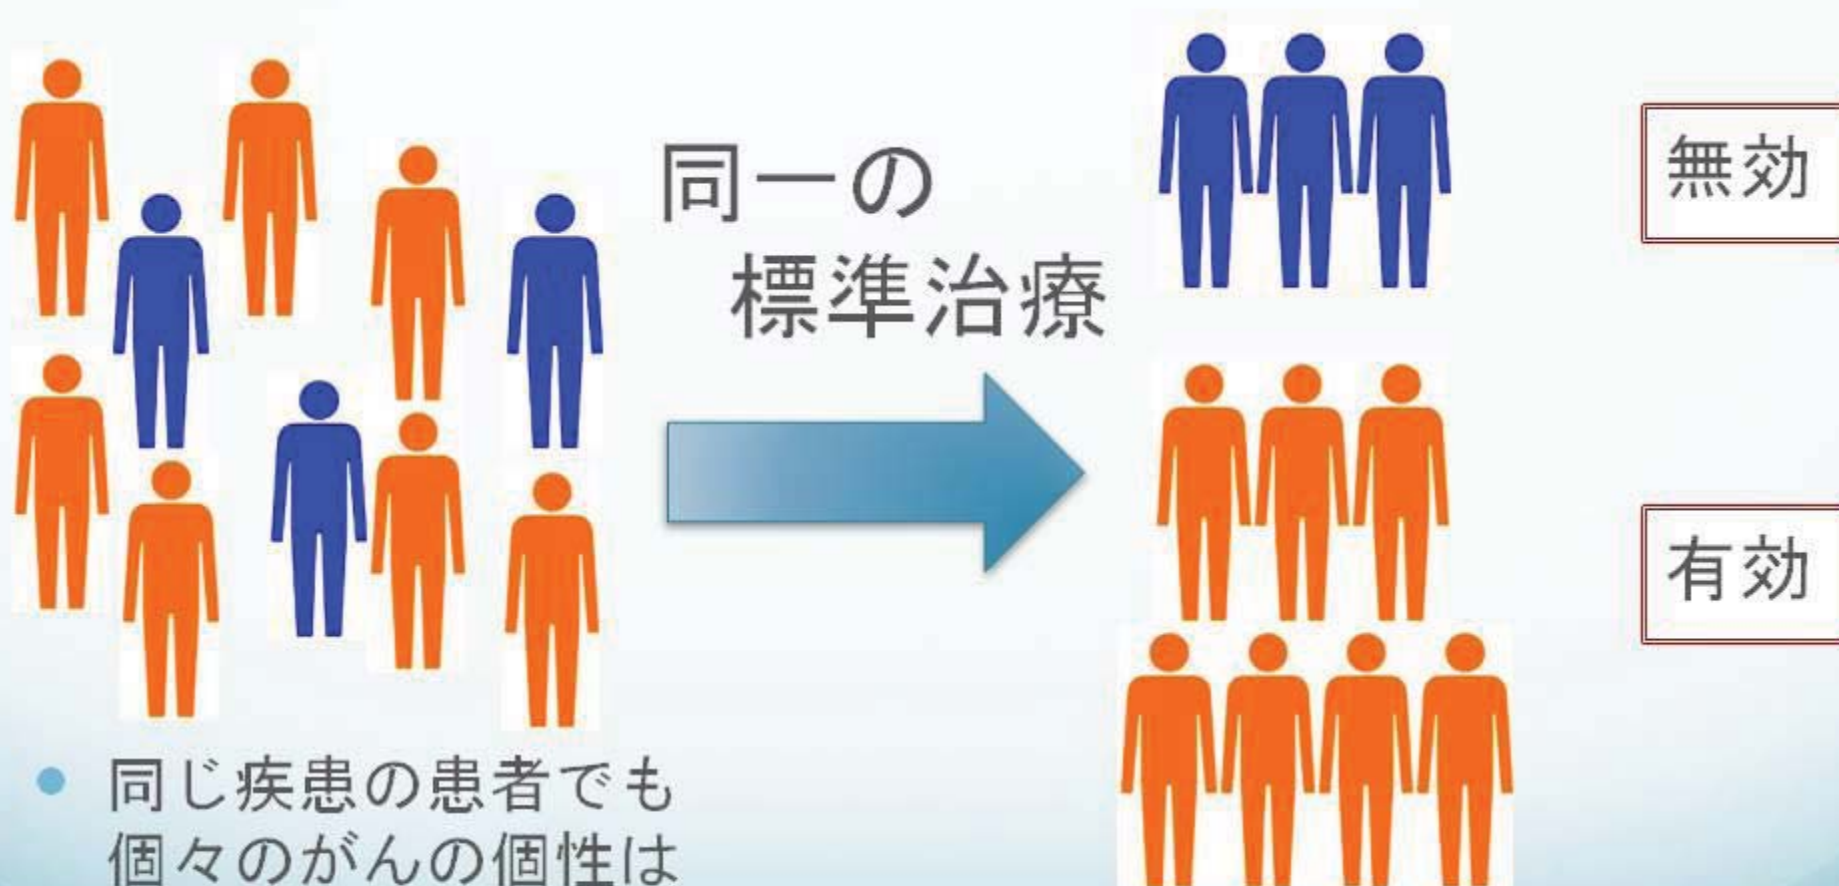 同一の
標準治療
無効
有効
• 同じ疾患の患者でも
個々のがんの個性は